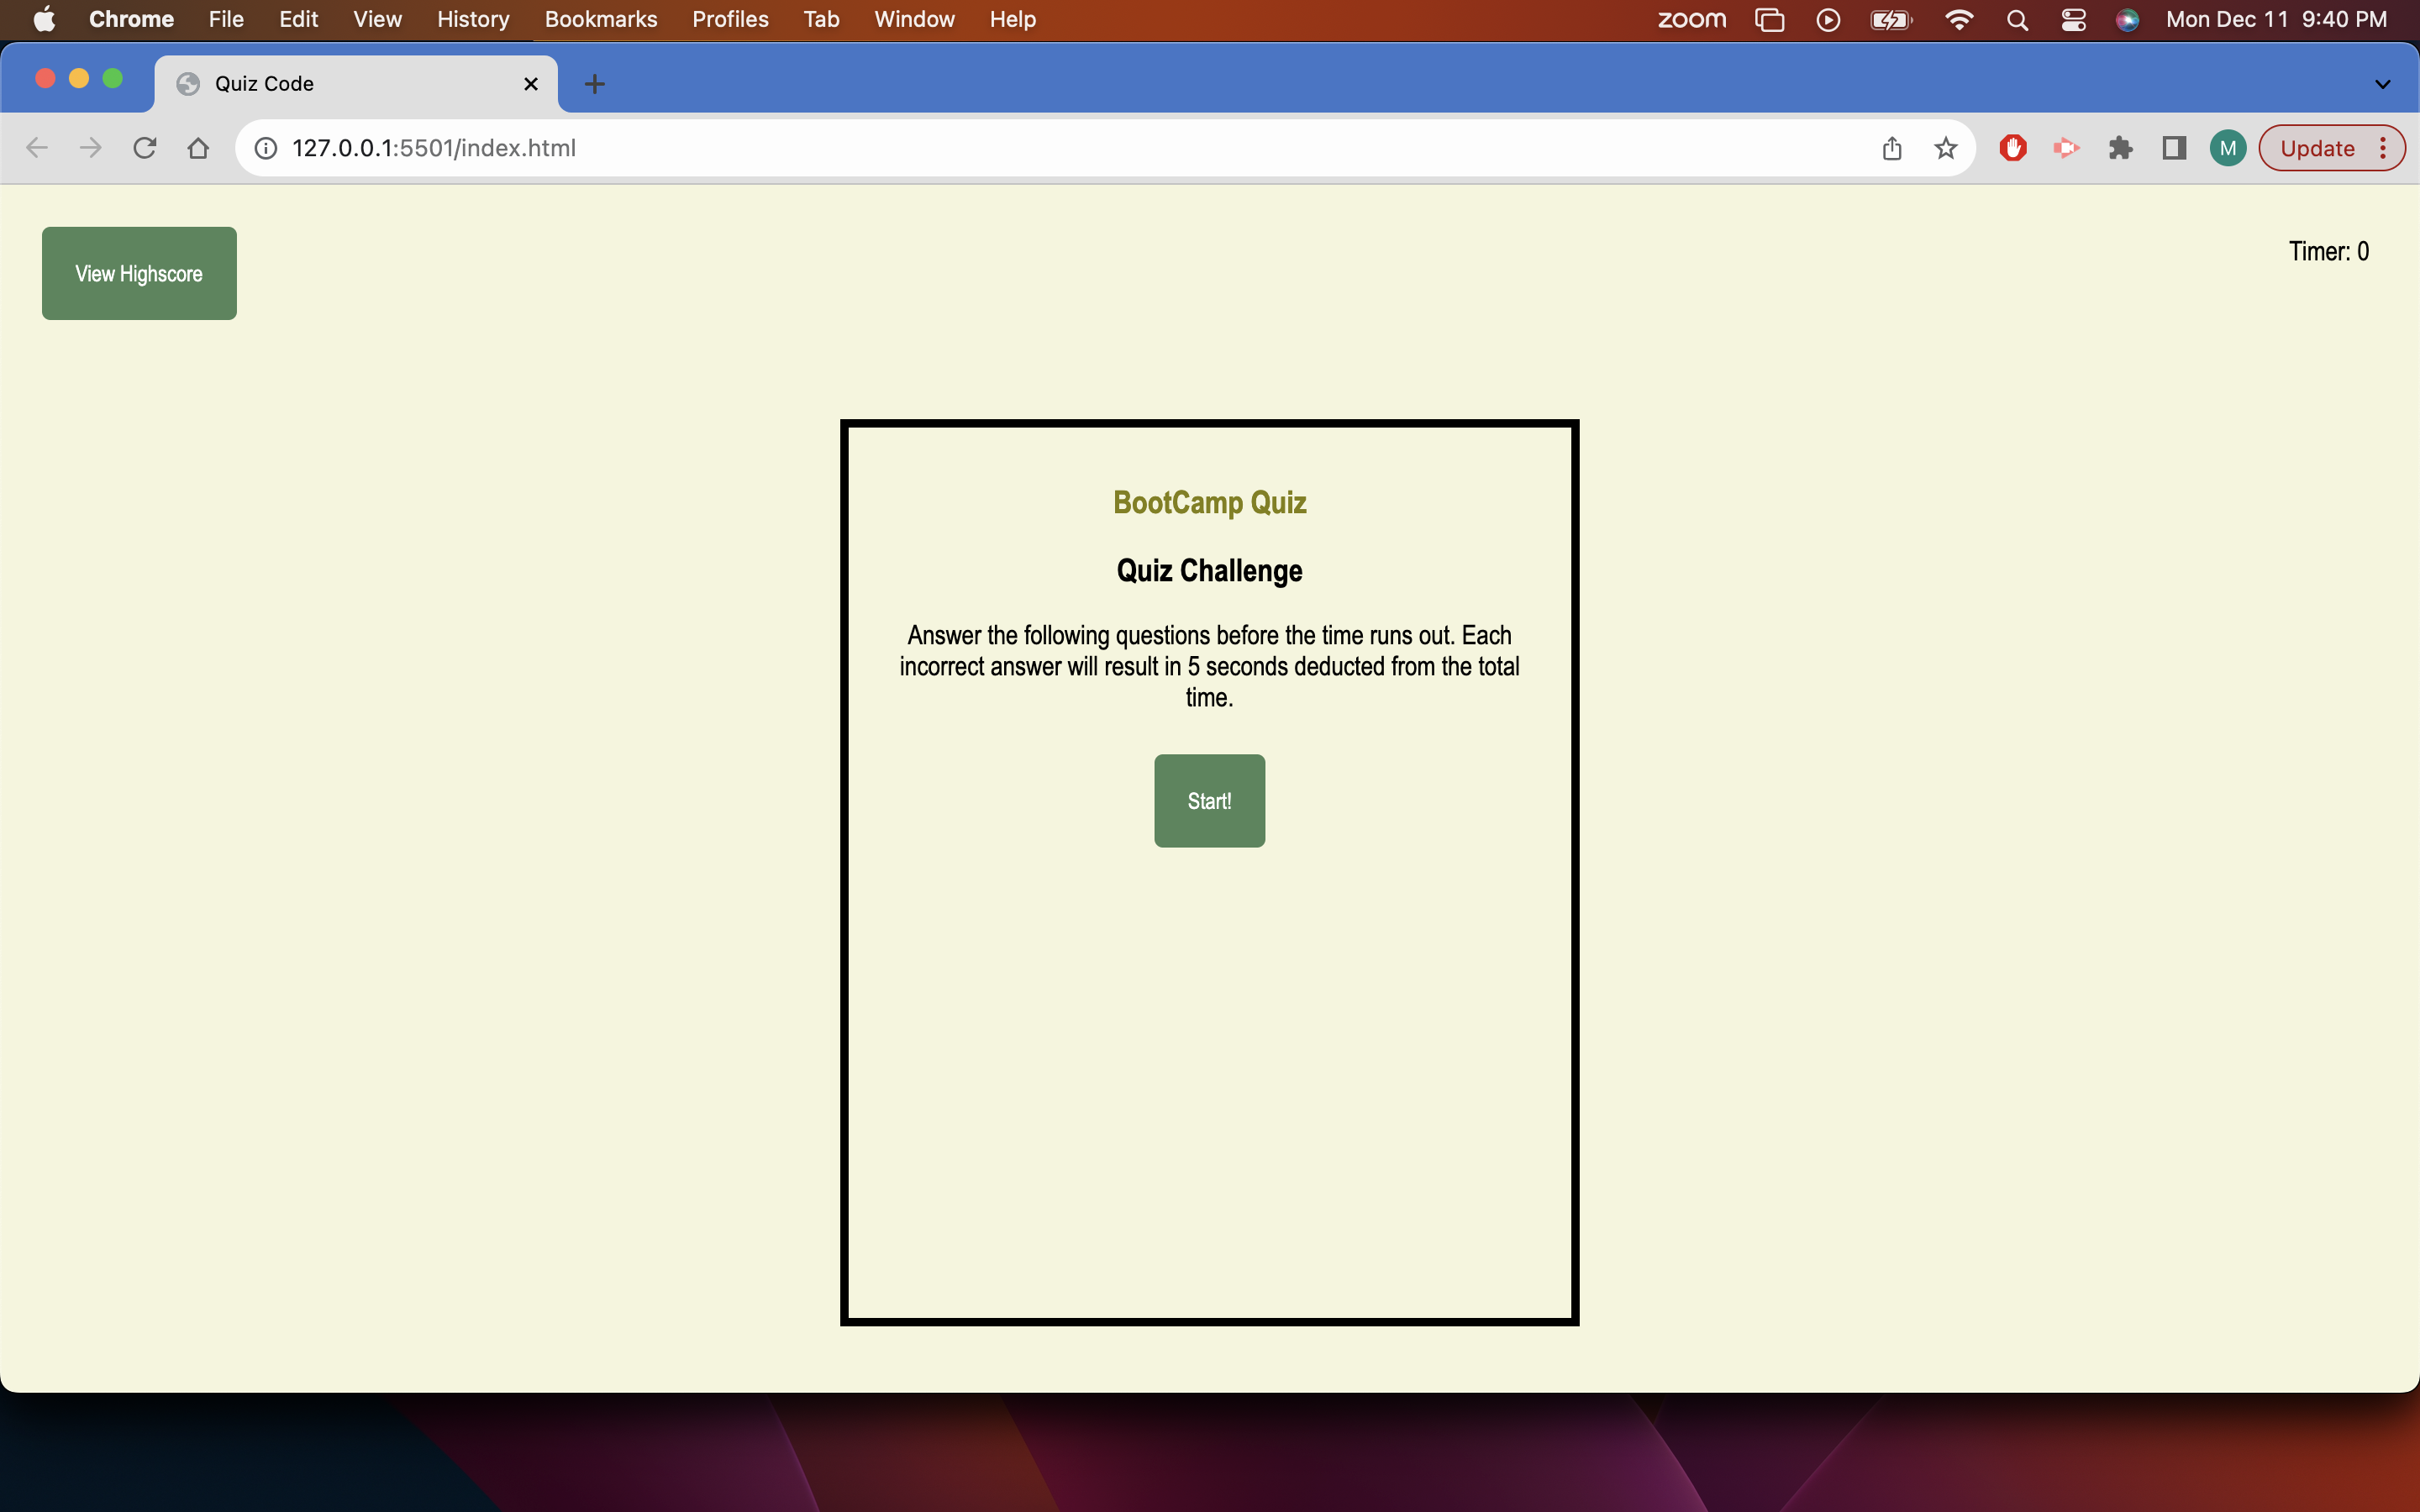 Chrome File Edit View History Bookmarks Profiles Tab Window Help zoom Mon Dec 11 9:40 PM
Quiz Code
127.0.0.1:5501/index.html M Update
View Highscore
Timer: 0
BootCamp Quiz
Quiz Challenge
Answer the following questions before the time runs out. Each
incorrect answer will result in 5 seconds deducted from the total
time.
Start!